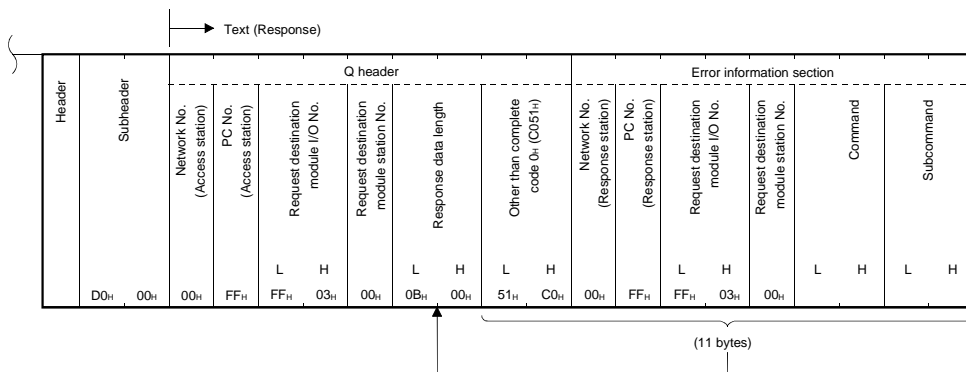 Text (Response)
Q header
Error information section
Header
Subheader
Network No.
(Access station)
PC No.
(Access station)
Request destination
module I/O No.
Request destination
module station No.
Response data length
Other than complete
code 0H (C051H)
Network No.
(Response station)
PC No.
(Response station)
Request destination
module I/O No.
Request destination
module station No.
Command
Subcommand
L H L H L H L H L H L H
D0H 00H 00H FFH FFH 03H 00H 0BH 00H 51H C0H 00H FFH FFH 03H 00H
(11 bytes)